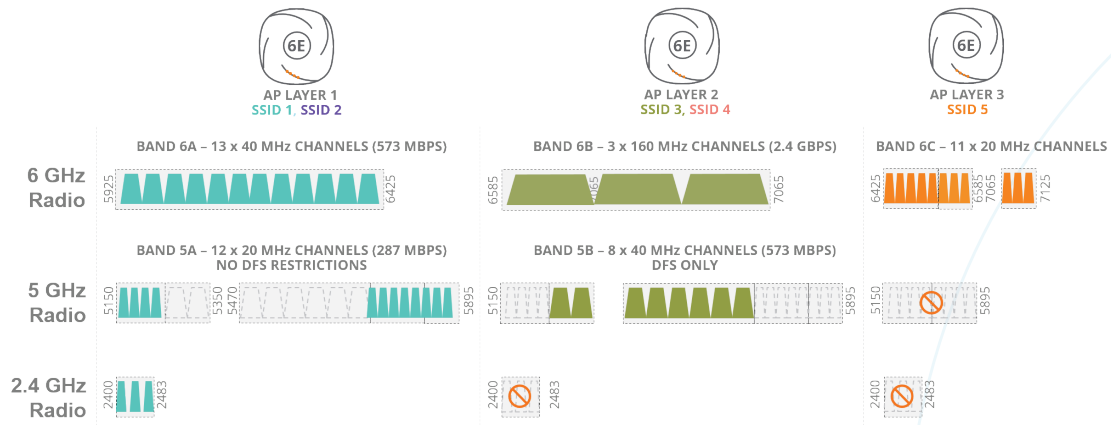 6E
6E
6E
AP LAYER 1
SSID 1, SSID 2
AP LAYER 2
SSID 3, SSID 4
AP LAYER 3
SSID 5
BAND 6A – 13 x 40 MHz CHANNELS (573 MBPS)
BAND 6B – 3 x 160 MHz CHANNELS (2.4 GBPS)
BAND 6C – 11 x 20 MHz CHANNELS
6 GHz
Radio
5925
6425
6585
7065
6425
6585
7065
7125
BAND 5A – 12 x 20 MHz CHANNELS (287 MBPS)
NO DFS RESTRICTIONS
BAND 5B – 8 x 40 MHz CHANNELS (573 MBPS)
DFS ONLY
5 GHz
Radio
5150
5350
5470
5895
5150
5895
5150
5895
2.4 GHz
Radio
2400
2483
2400
2483
2400
2483